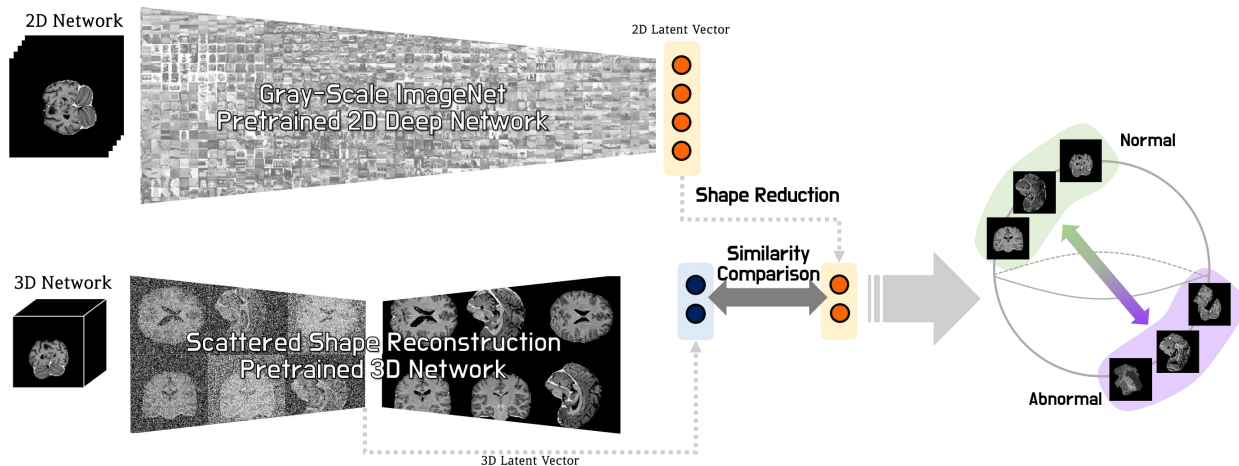 2D Network
2D Latent Vector
Gray-Scale ImageNet
Pretrained 2D Deep Network
Shape Reduction
Normal
3D Network
Similarity
Comparison
Scattered Shape Reconstruction
Pretrained 3D Network
Abnormal
3D Latent Vector